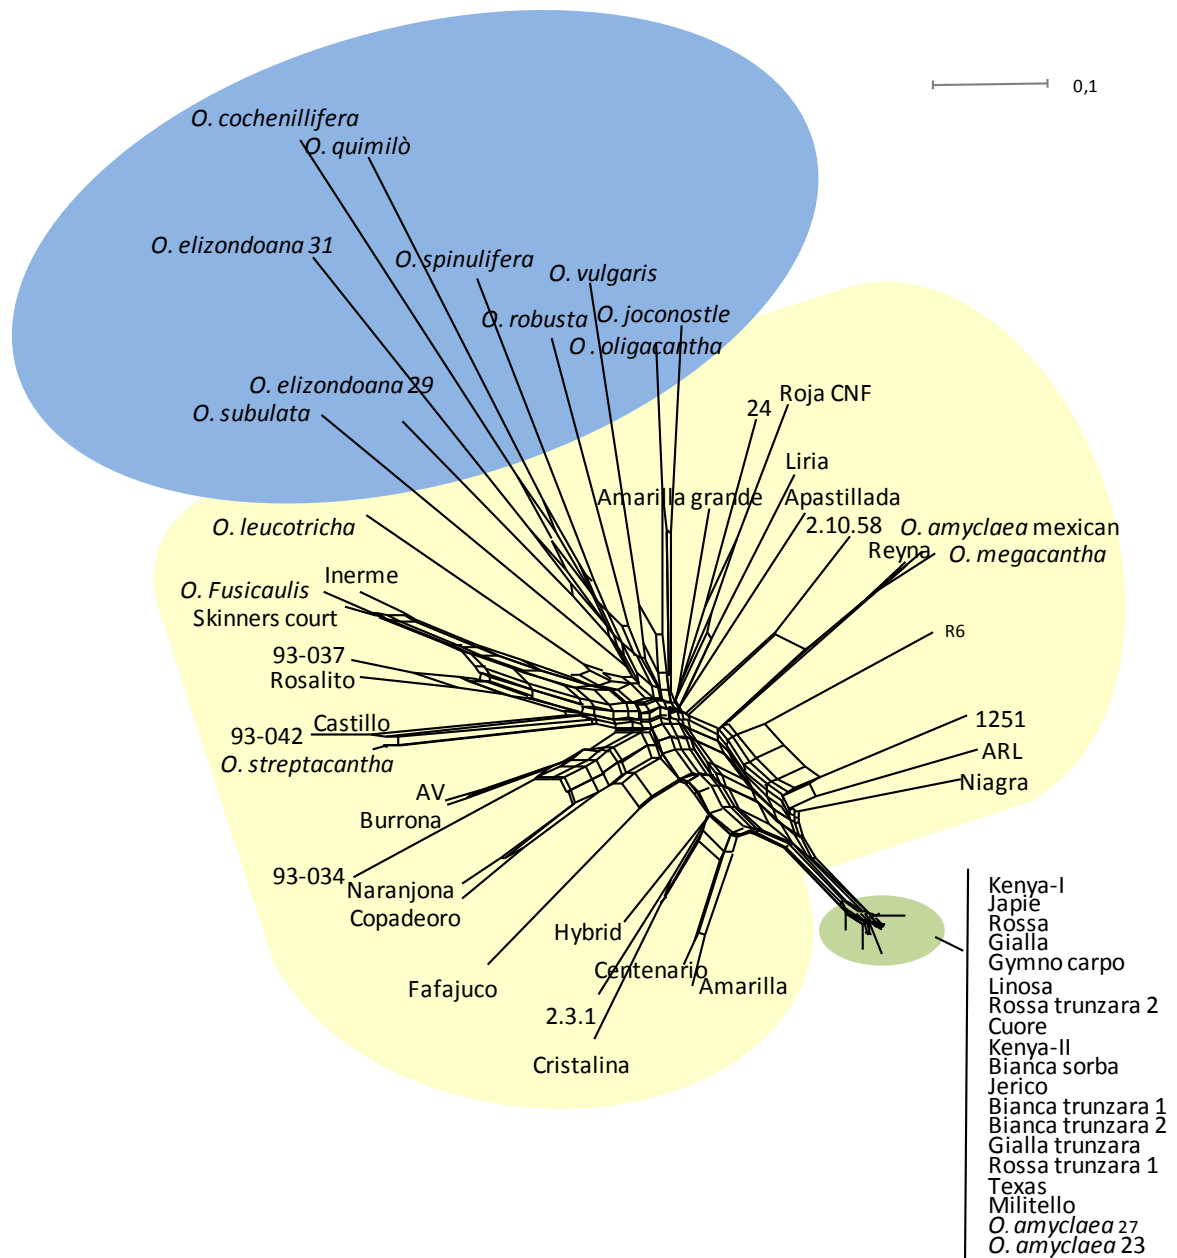 0,1
O. cochenillifera
O. quimilò
O. elizondoana 31
O. spinulifera
O. vulgaris
O. robusta
O. joconostle
O. oligacantha
O. elizondoana 29
O. subulata
24
Roja CNF
Liria
Amarilla grande
Apastillada
2.10.58
O. amyclaea mexican
Reyna
O. megacantha
O. leucotricha
Inerme
O. Fusicaulis
Skinners court
R6
93-037
Rosalito
Castillo
93-042
O. streptacantha
1251
ARL
Niagra
AV
Burrona
93-034
Naranjona
Copadeoro
Hybrid
Centenario
Fafajuco
Amarilla
2.3.1
Cristalina
Kenya-I
Japie
Rossa
Gialla
Gymno carpo
Linosa
Rossa trunzara 2
Cuore
Kenya-II
Bianca sorba
Jerico
Bianca trunzara 1
Bianca trunzara 2
Gialla trunzara
Rossa trunzara 1
Texas
Militello
O. amyclaea 27
O. amyclaea 23